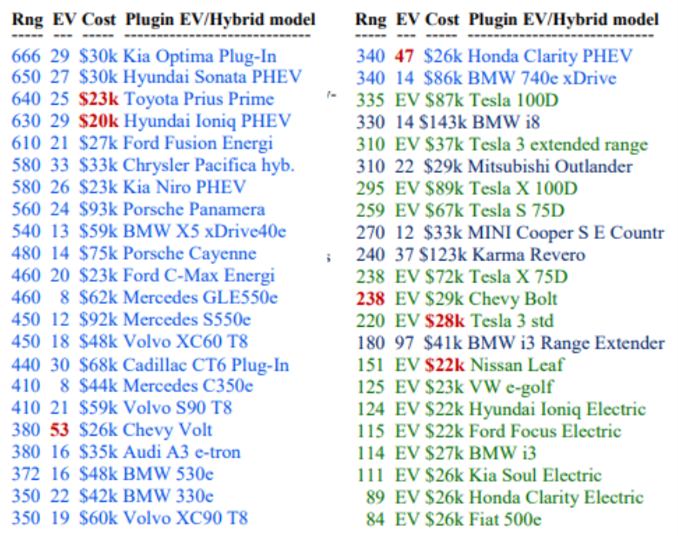 Rng EV Cost Plugin EV/Hybrid model
----- --- ----- -----------------------------
666 29 $30k Kia Optima Plug-In
650 27 $30k Hyundai Sonata PHEV
640 25 $23k Toyota Prius Prime
630 29 $20k Hyundai Ioniq PHEV
610 21 $27k Ford Fusion Energi
580 33 $33k Chrysler Pacifica hyb.
580 26 $23k Kia Niro PHEV
560 24 $93k Porsche Panamera
540 13 $59k BMW X5 xDrive40e
480 14 $75k Porsche Cayenne
460 20 $23k Ford C-Max Energi
460 8 $62k Mercedes GLE550e
450 12 $92k Mercedes S550e
450 18 $48k Volvo XC60 T8
440 30 $68k Cadillac CT6 Plug-In
410 8 $44k Mercedes C350e
410 21 $59k Volvo S90 T8
380 53 $26k Chevy Volt
380 16 $35k Audi A3 e-tron
372 16 $48k BMW 530e
350 22 $42k BMW 330e
350 19 $60k Volvo XC90 T8
Rng EV Cost Plugin EV/Hybrid model
----- --- ----- -----------------------------
340 47 $26k Honda Clarity PHEV
340 14 $86k BMW 740e xDrive
335 EV $87k Tesla 100D
330 14 $143k BMW i8
310 EV $37k Tesla 3 extended range
310 22 $29k Mitsubishi Outlander
295 EV $89k Tesla X 100D
259 EV $67k Tesla S 75D
270 12 $33k MINI Cooper S E Countr
240 37 $123k Karma Revero
238 EV $72k Tesla X 75D
238 EV $29k Chevy Bolt
220 EV $28k Tesla 3 std
180 97 $41k BMW i3 Range Extender
151 EV $22k Nissan Leaf
125 EV $23k VW e-golf
124 EV $22k Hyundai Ioniq Electric
115 EV $22k Ford Focus Electric
114 EV $27k BMW i3
111 EV $26k Kia Soul Electric
89 EV $26k Honda Clarity Electric
84 EV $26k Fiat 500e